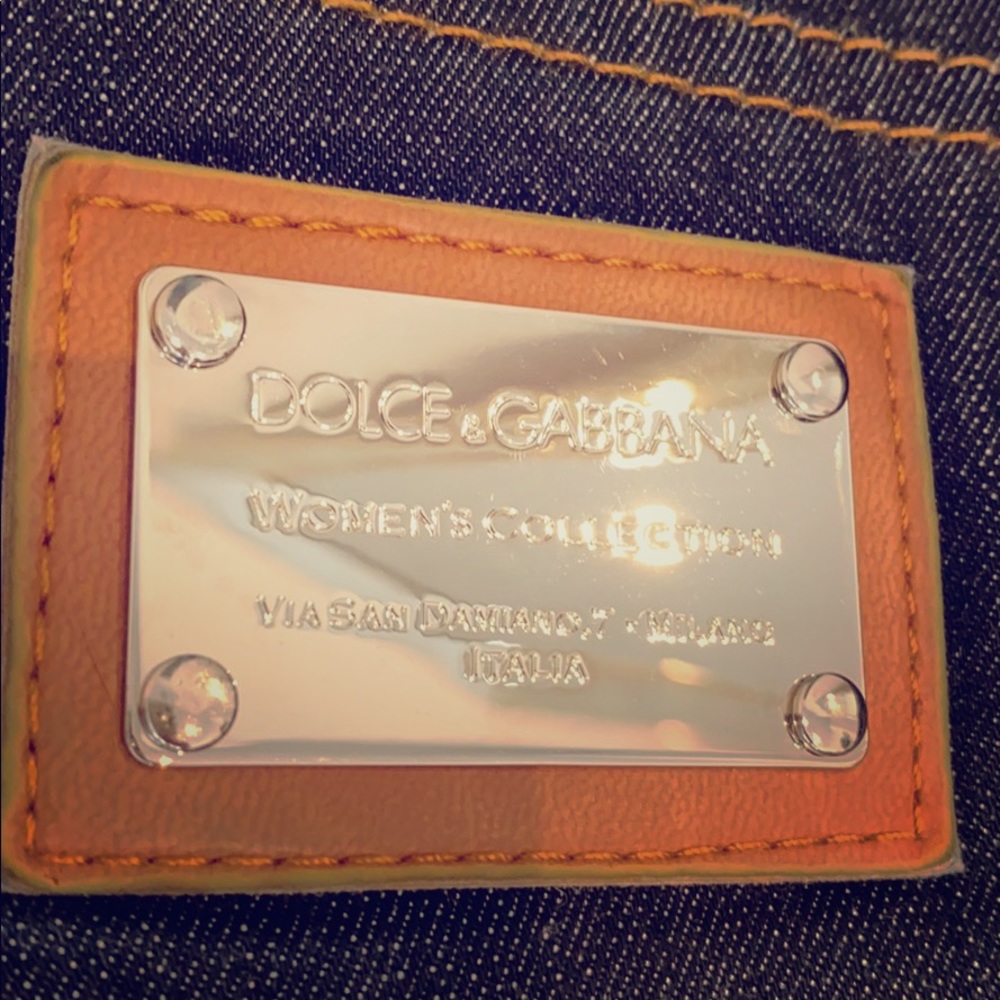 DOLCE & GABBANA
WOMEN'S COLLECTION
VIA SAN DAMIANO, 7 - MILANO
ITALIA